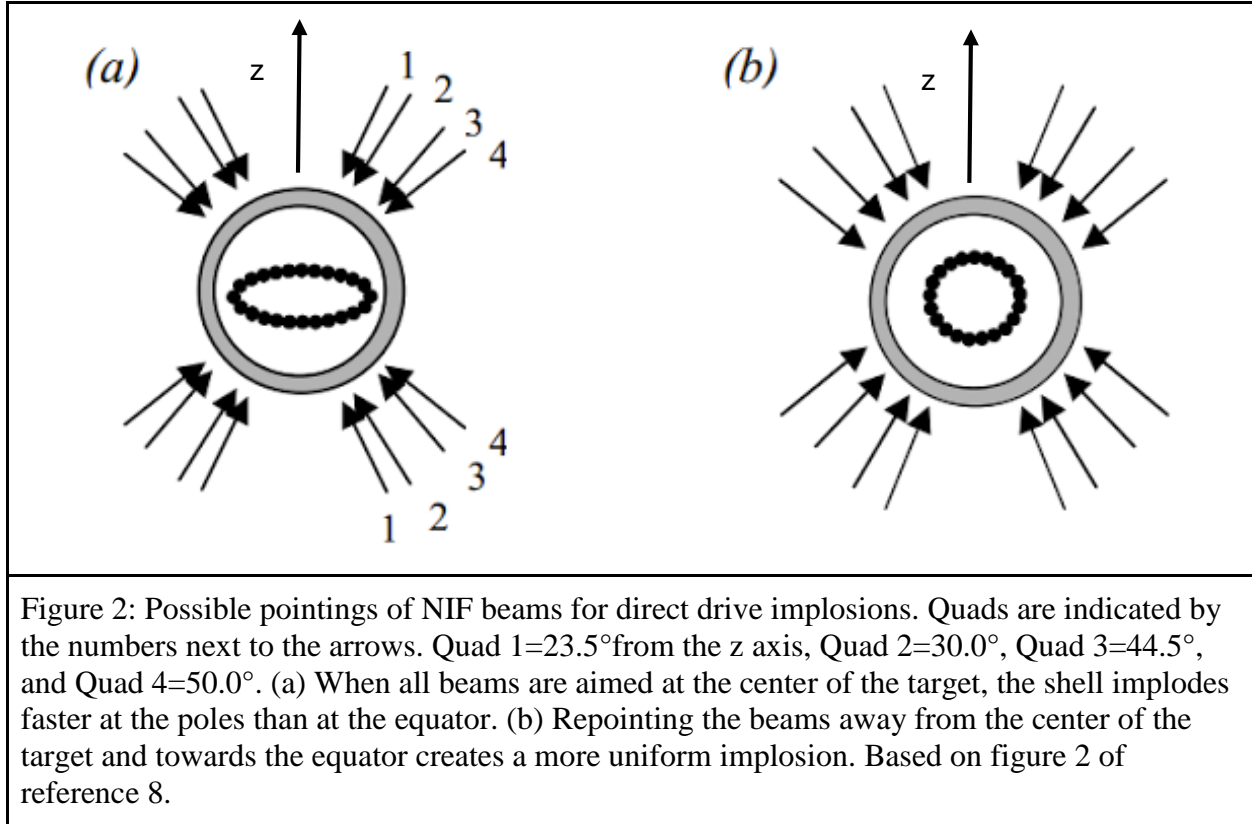 (a)
z
1
2
3
4
4
3
2
1
(b)
z
Figure 2: Possible pointings of NIF beams for direct drive implosions. Quads are indicated by
the numbers next to the arrows. Quad 1=23.5°from the z axis, Quad 2=30.0°, Quad 3=44.5°,
and Quad 4=50.0°. (a) When all beams are aimed at the center of the target, the shell implodes
faster at the poles than at the equator. (b) Repointing the beams away from the center of the
target and towards the equator creates a more uniform implosion. Based on figure 2 of
reference 8.